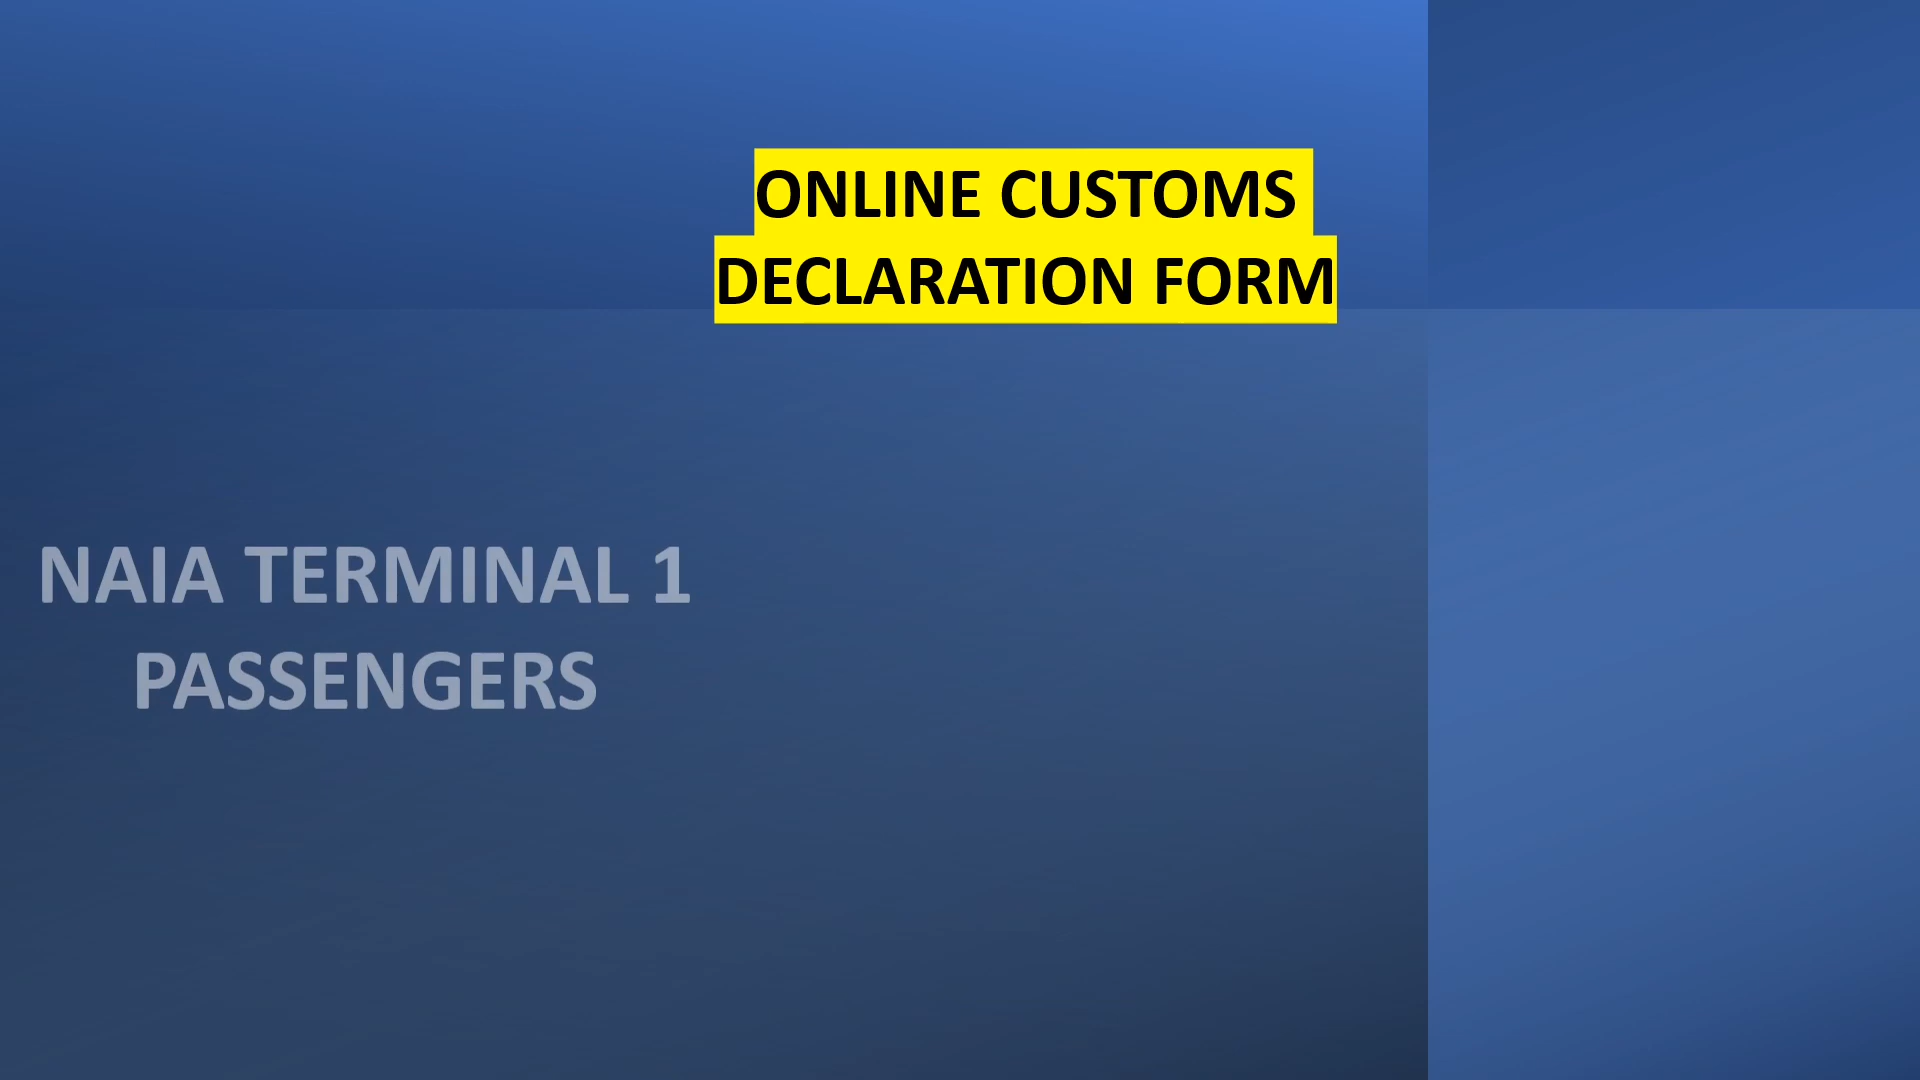 ONLINE CUSTOMS
DECLARATION FORM
NAIA TERMINAL 1
PASSENGERS